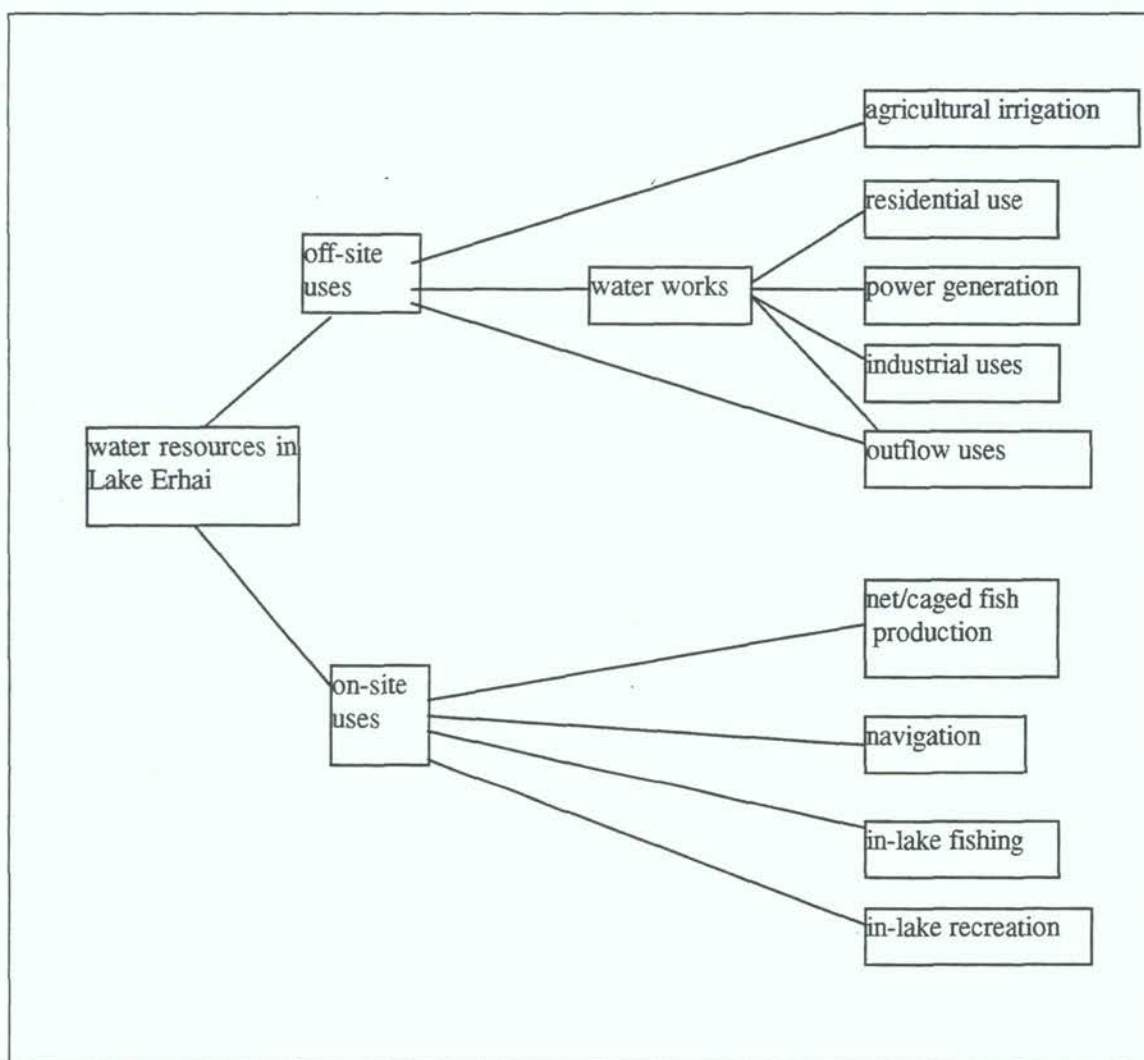 agricultural irrigation
residential use
off-site
uses
water works
power generation
industrial uses
water resources in
Lake Erhai
outflow uses
net/caged fish
production
on-site
uses
navigation
in-lake fishing
in-lake recreation